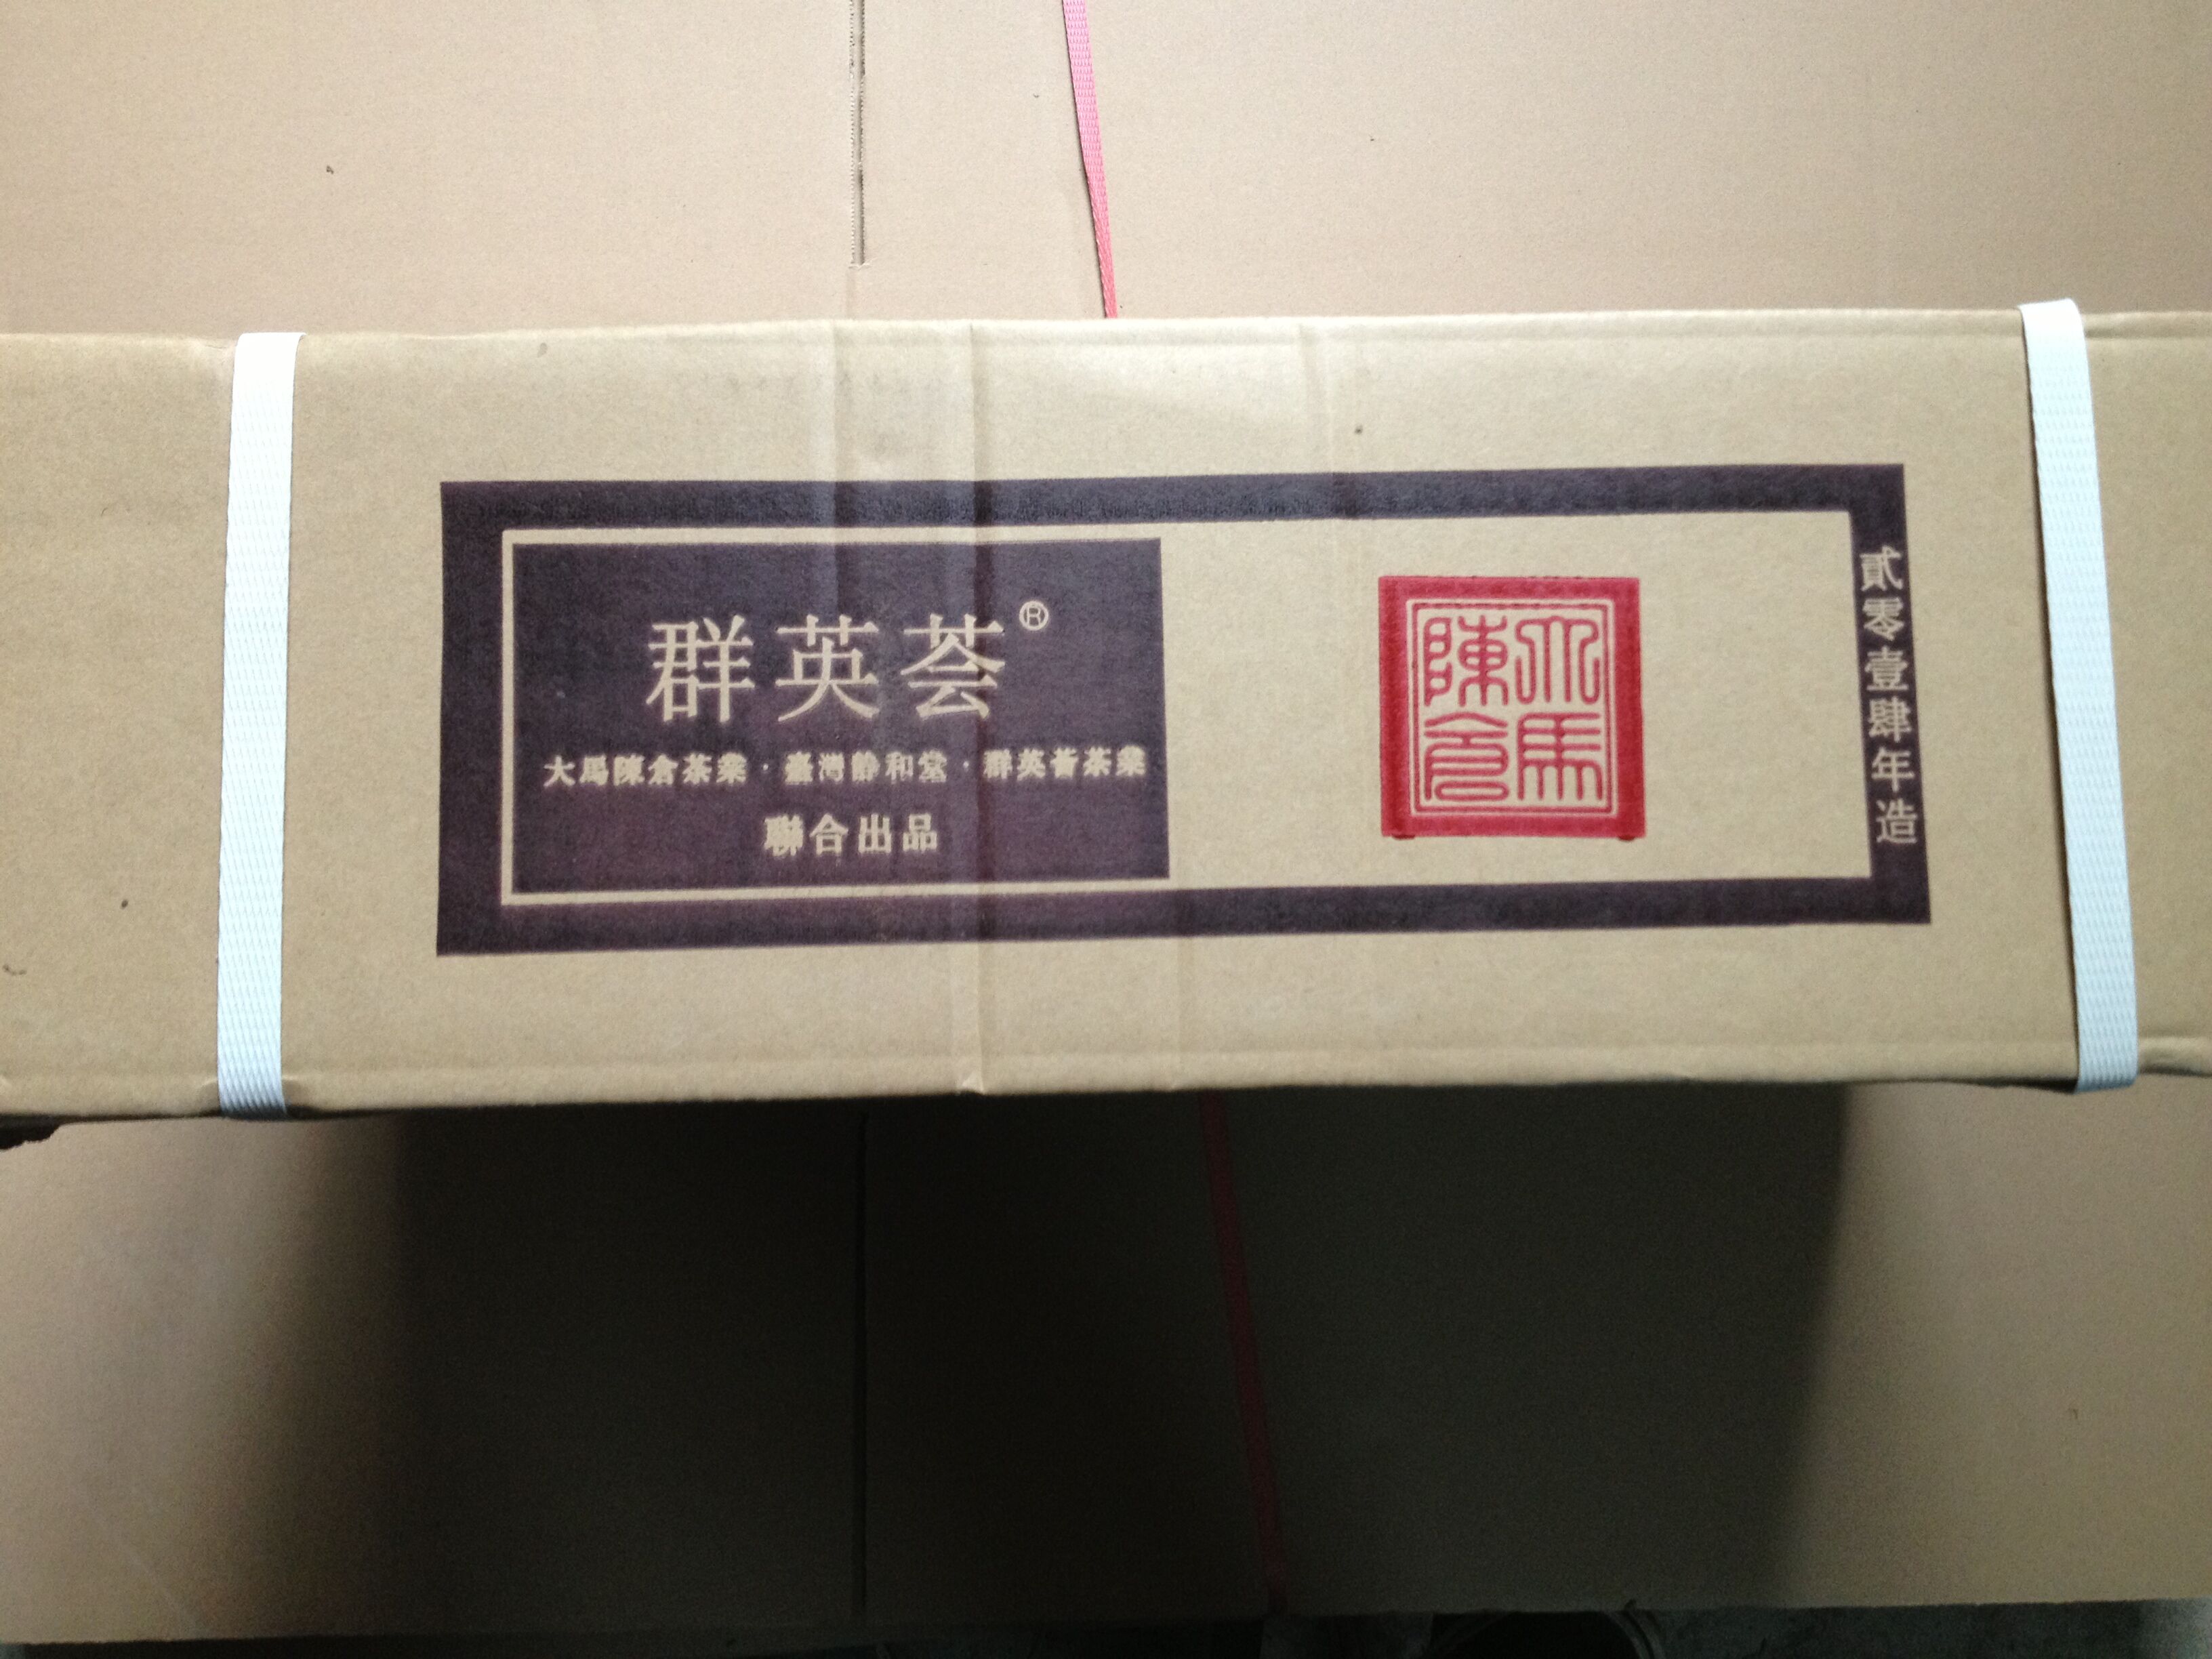 群英荟®
大馬陳倉茶業·臺灣静和堂·群英薈茶業
聯合出品
大馬
陳倉
貳零壹肆年造